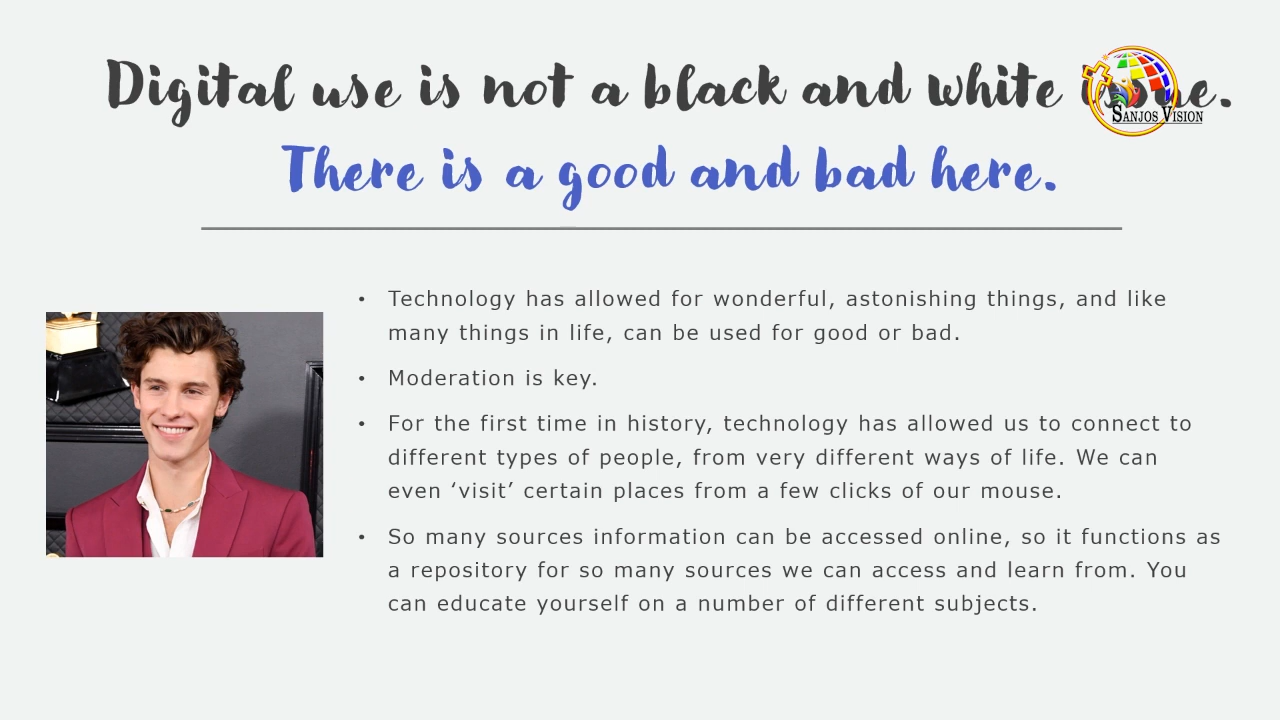 Digital use is not a black and white
There is a good and bad here.
SANJOS VISION
• Technology has allowed for wonderful, astonishing things, and like
many things in life, can be used for good or bad.
• Moderation is key.
• For the first time in history, technology has allowed us to connect to
different types of people, from very different ways of life. We can
even ‘visit’ certain places from a few clicks of our mouse.
• So many sources information can be accessed online, so it functions as
a repository for so many sources we can access and learn from. You
can educate yourself on a number of different subjects.